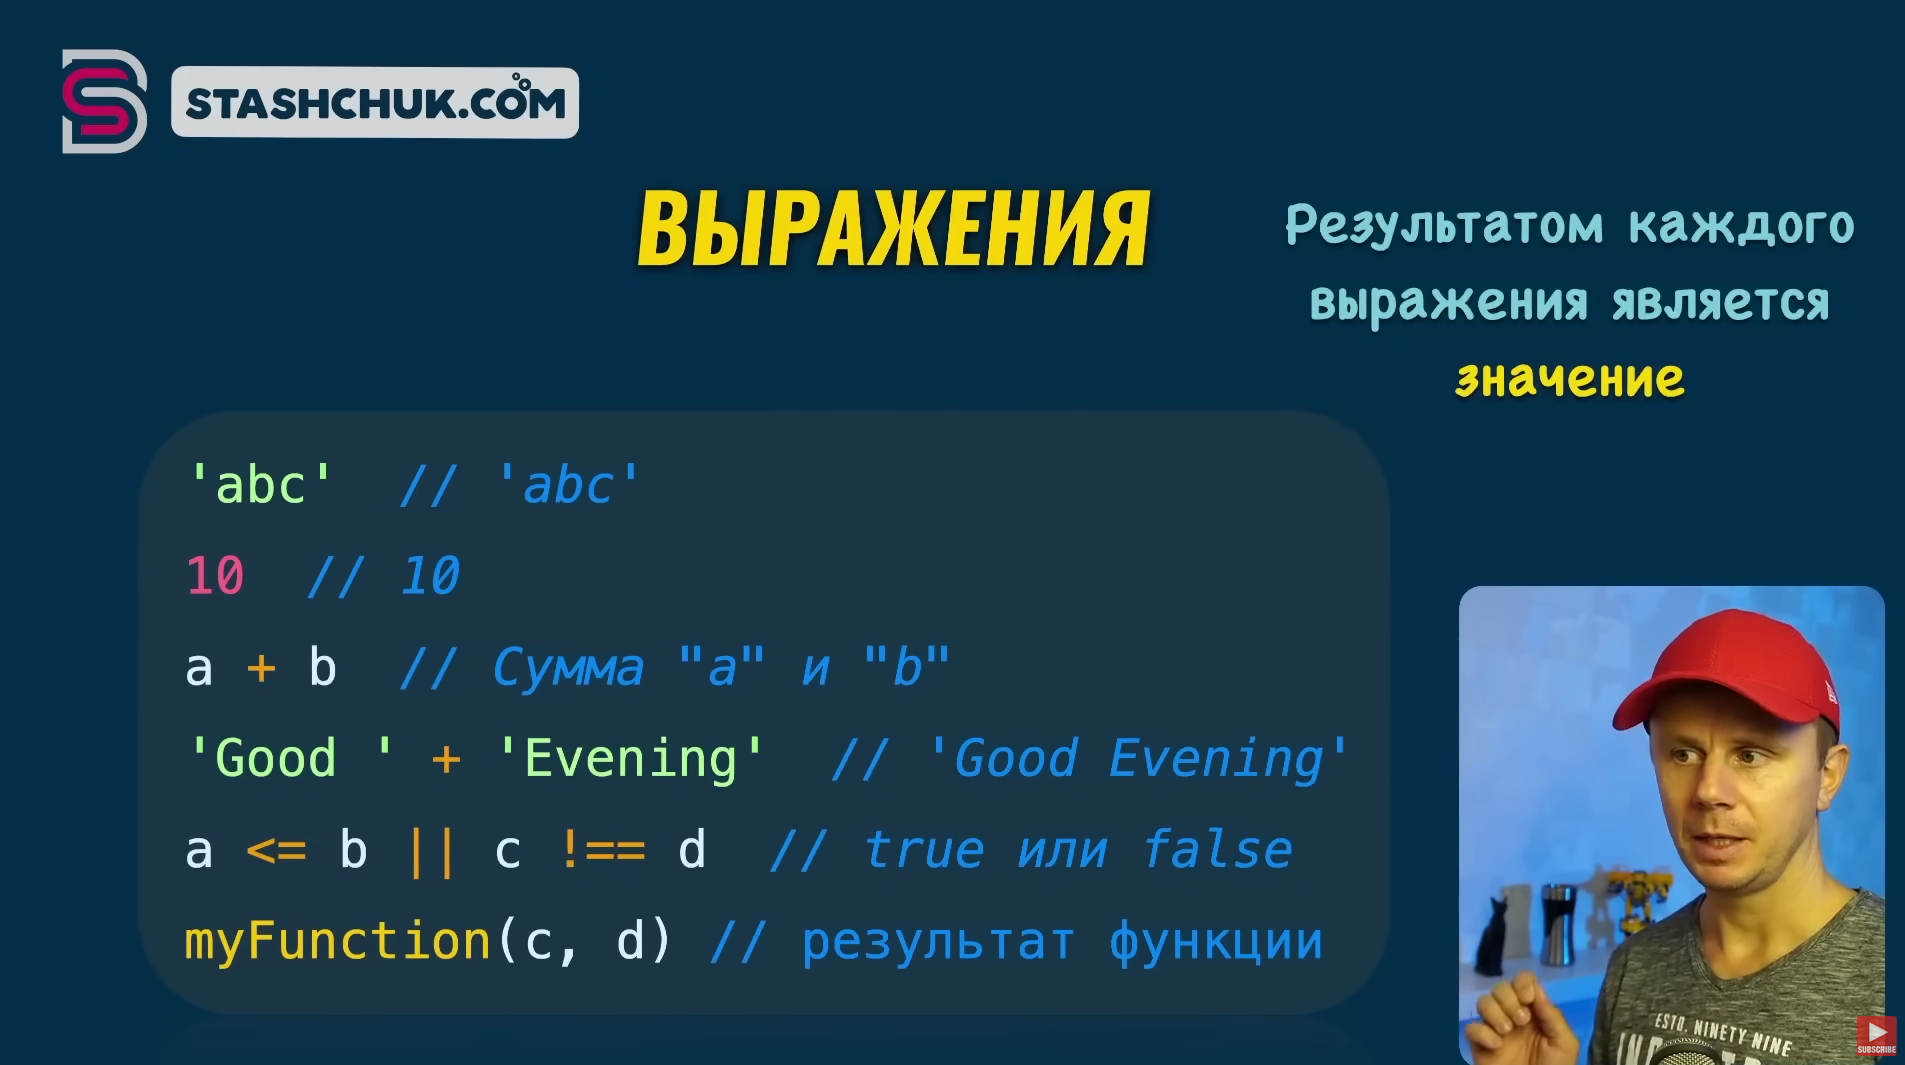 STASHCHUK.COM
ВЫРАЖЕНИЯ
Результатом каждого
выражения является
значение
'abc'  // 'abc'
10  // 10
a + b  // Сумма "a" и "b"
'Good ' + 'Evening'  // 'Good Evening'
a <= b || c !== d  // true или false
myFunction(c, d) // результат функции
ESTD. NINETY NINE
SUBSCRIBE